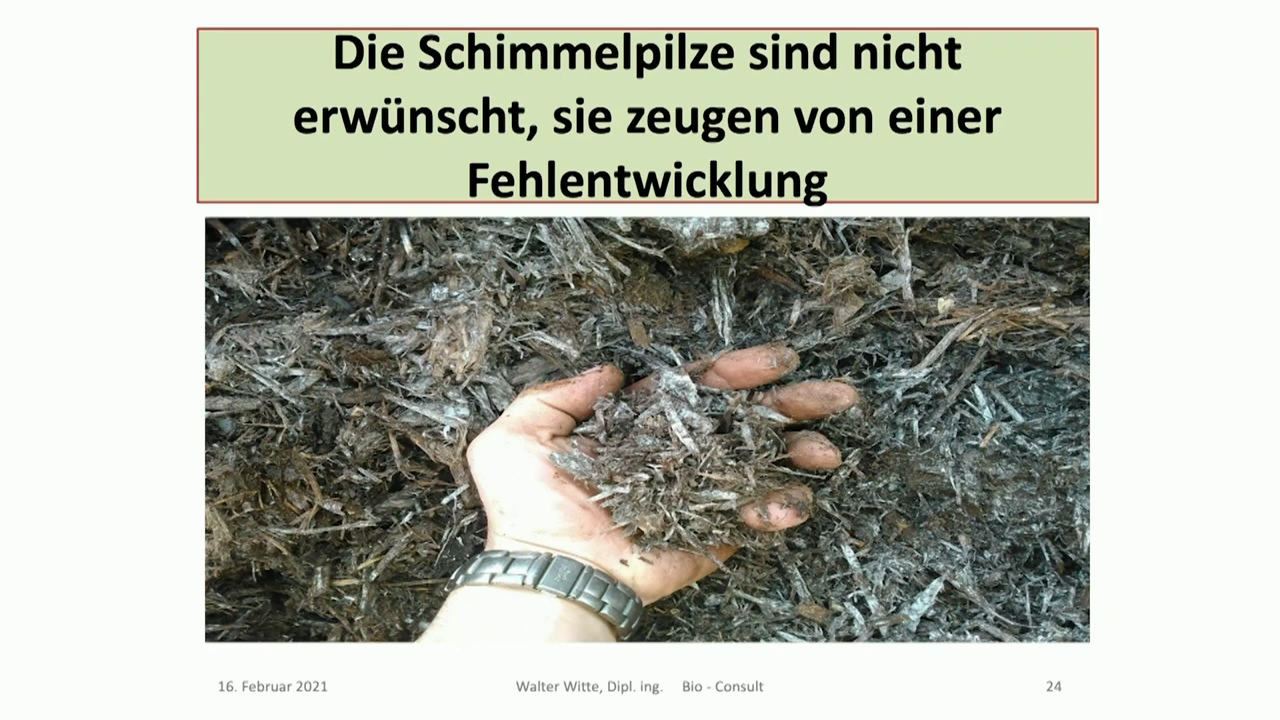 Die Schimmelpilze sind nicht
erwünscht, sie zeugen von einer
Fehlentwicklung
16. Februar 2021 Walter Witte, Dipl. ing. Bio - Consult 24